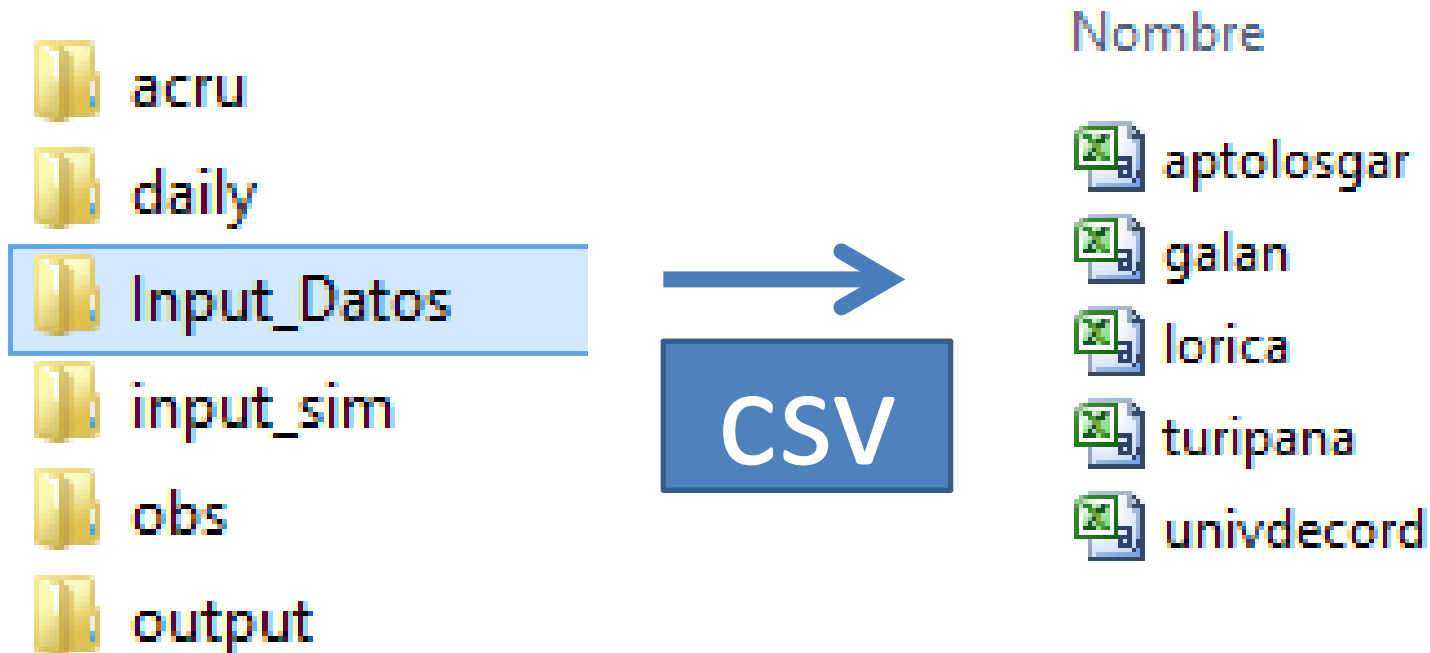 acru
daily
Input_Datos
input_sim
obs
output
CSV
Nombre
aptolosgar
galan
lorica
turipana
univdecord